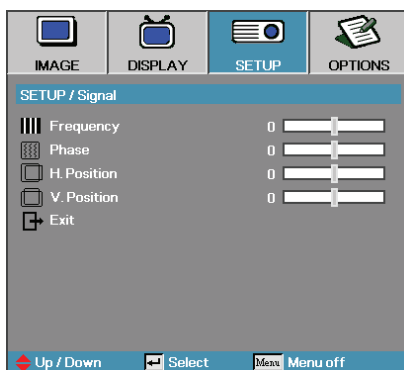 IMAGE DISPLAY SETUP OPTIONS
SETUP / Signal
Frequency 0
Phase 0
H. Position 0
V. Position 0
Exit
Up / Down Select Menu Menu off